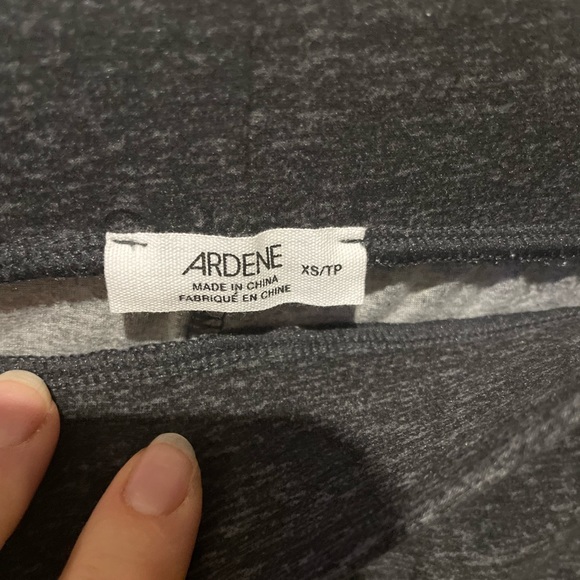 ARDENE XS/TP
MADE IN CHINA
FABRIQUÉ EN CHINE